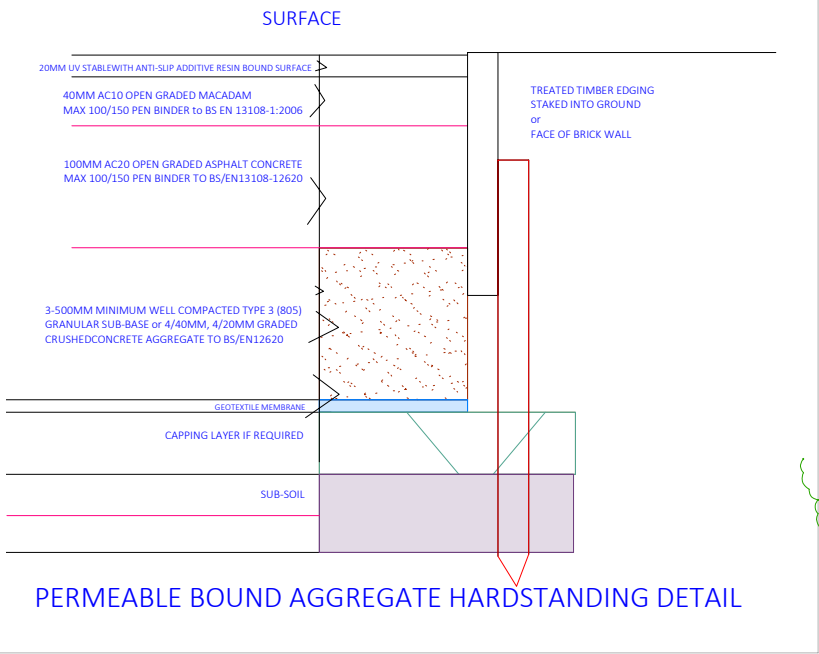 SURFACE
20MM UV STABLEWITH ANTI-SLIP ADDITIVE RESIN BOUND SURFACE
40MM AC10 OPEN GRADED MACADAM
MAX 100/150 PEN BINDER to BS EN 13108-1:2006
TREATED TIMBER EDGING
STAKED INTO GROUND
or
FACE OF BRICK WALL
100MM AC20 OPEN GRADED ASPHALT CONCRETE
MAX 100/150 PEN BINDER TO BS/EN13108-12620
3-500MM MINIMUM WELL COMPACTED TYPE 3 (805)
GRANULAR SUB-BASE or 4/40MM, 4/20MM GRADED
CRUSHEDCONCRETE AGGREGATE TO BS/EN12620
GEOTEXTILE MEMBRANE
CAPPING LAYER IF REQUIRED
SUB-SOIL
PERMEABLE BOUND AGGREGATE HARDSTANDING DETAIL